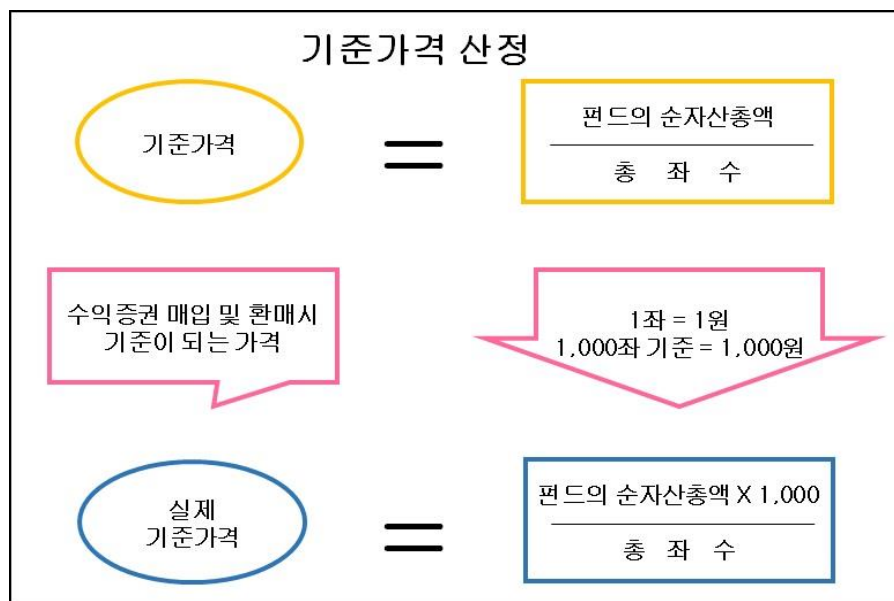 기준가격 산정
기준가격
=
펀드의 순자산총액
총 좌 수
수익증권 매입 및 환매시
기준이 되는 가격
1좌 = 1원
1,000좌 기준 = 1,000원
실제
기준가격
=
펀드의 순자산총액 X 1,000
총 좌 수